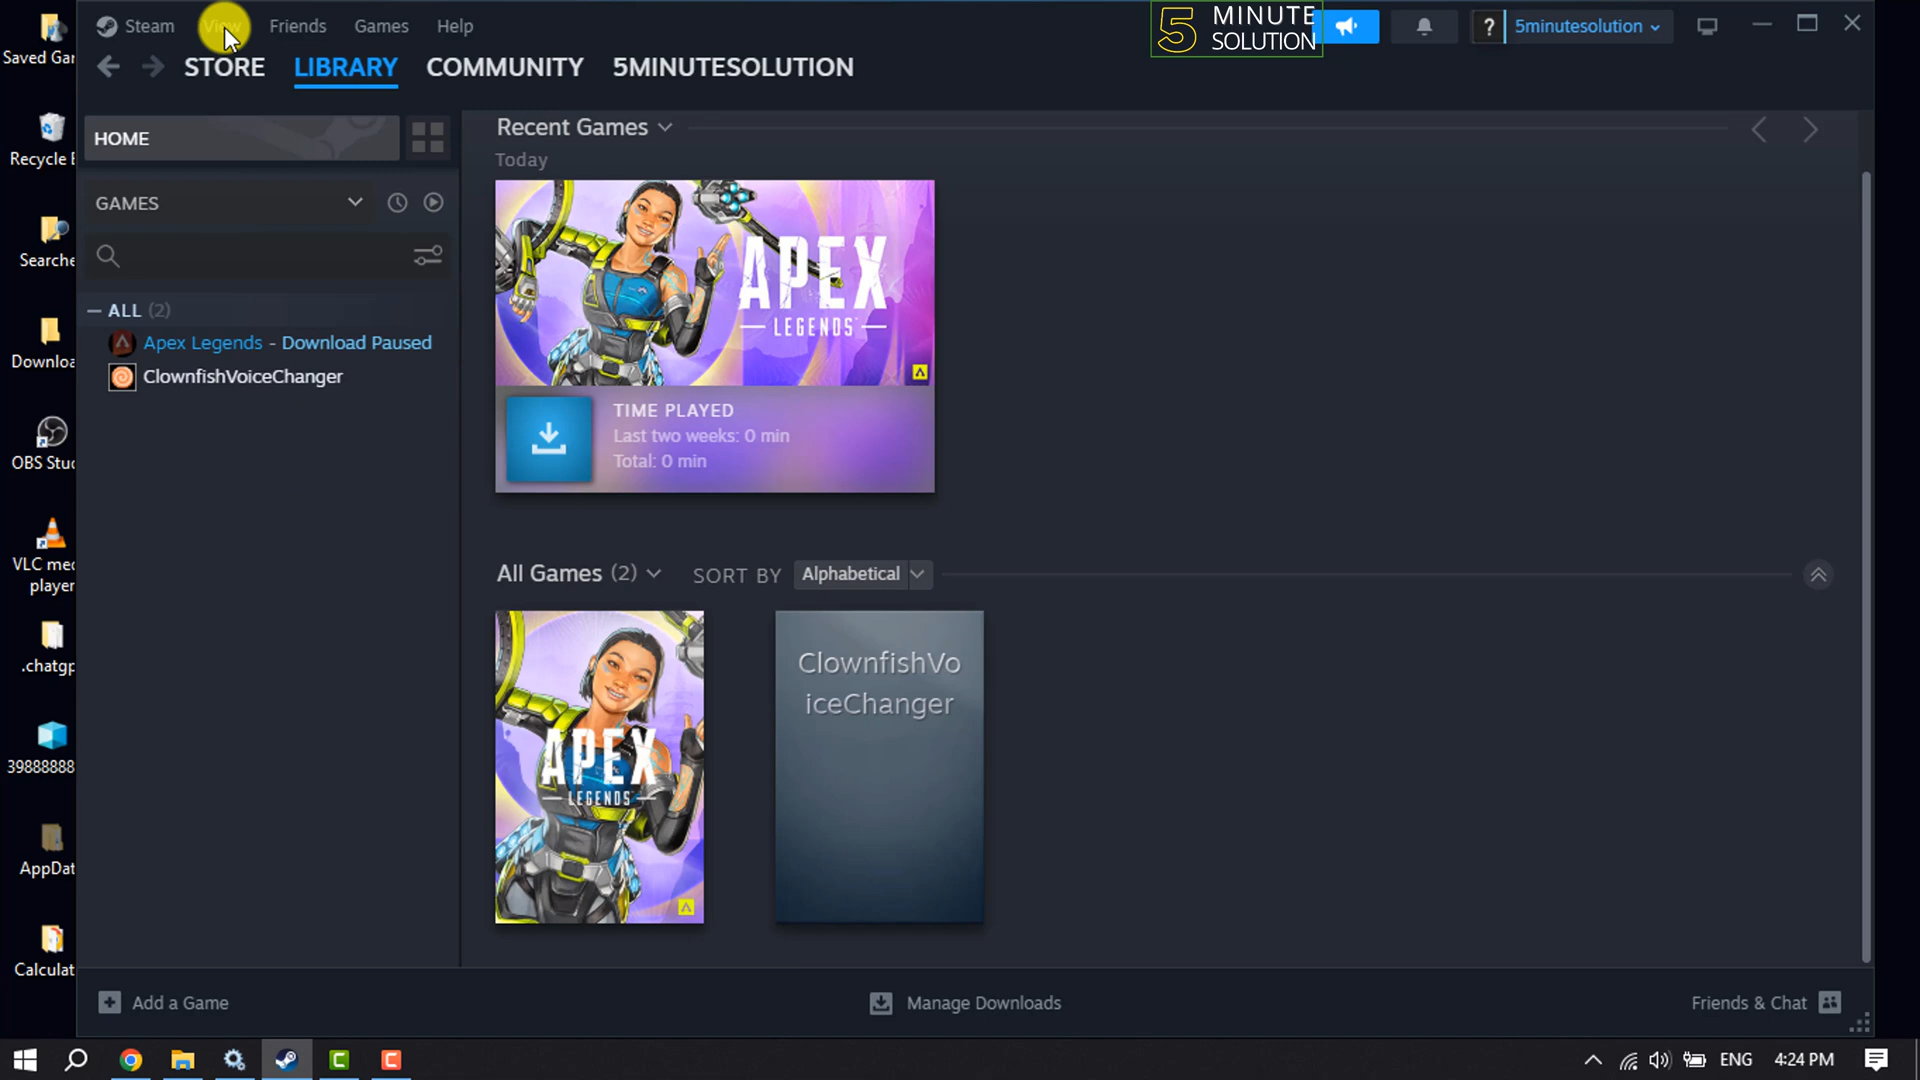 Saved Gar
Steam View Friends Games Help
5 MINUTE SOLUTION
? 5minutesolution
STORE LIBRARY COMMUNITY 5MINUTESOLUTION
HOME
Recent Games
Today
Recycle E
GAMES
Searche
APEX
LEGENDS
ALL (2)
Apex Legends - Download Paused
ClownfishVoiceChanger
Downloa
TIME PLAYED
Last two weeks: 0 min
Total: 0 min
OBS Stud
VLC med
player
All Games (2) SORT BY Alphabetical
ClownfishVo
iceChanger
APEX
LEGENDS
.chatgp
39888888
AppDat
Calculat
Add a Game
Manage Downloads
Friends & Chat
ENG 4:24 PM